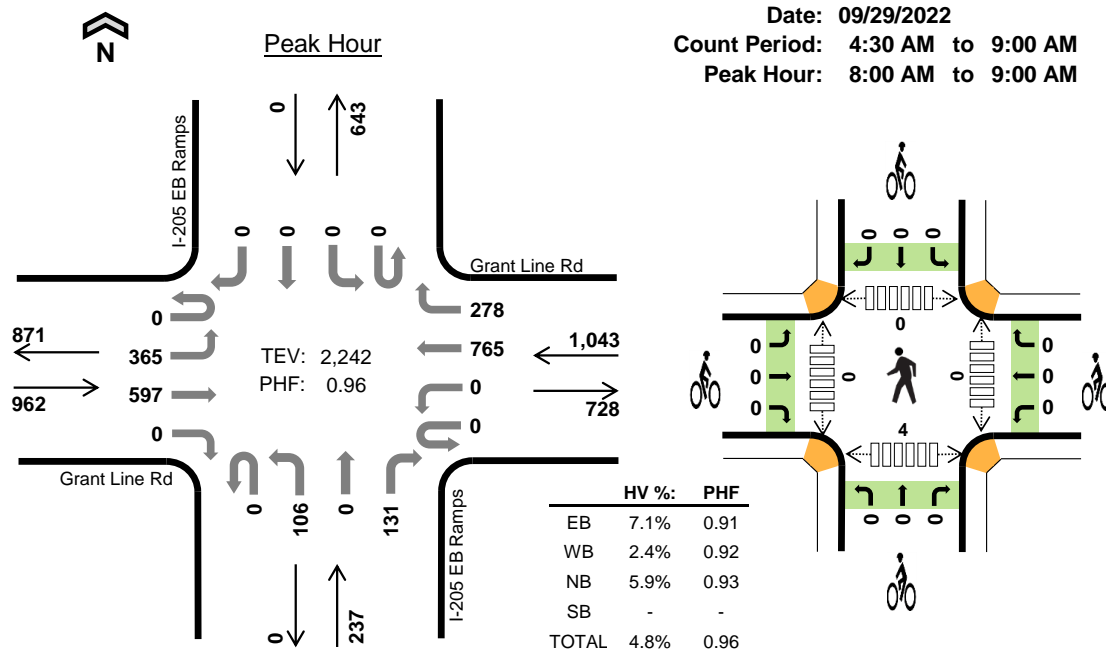 N
Peak Hour
Date: 09/29/2022
Count Period: 4:30 AM to 9:00 AM
Peak Hour: 8:00 AM to 9:00 AM
0
643
I-205 EB Ramps
0 0 0 0
Grant Line Rd
0
278
871
365
TEV: 2,242
765
1,043
962
597
PHF: 0.96
0
728
0
0
Grant Line Rd
0 106 0 131
I-205 EB Ramps
0
237
HV %: PHF
EB 7.1% 0.91
WB 2.4% 0.92
NB 5.9% 0.93
SB - -
TOTAL 4.8% 0.96
0 0 0
0
0 0
0 0 0 0
0 0
4
0 0 0